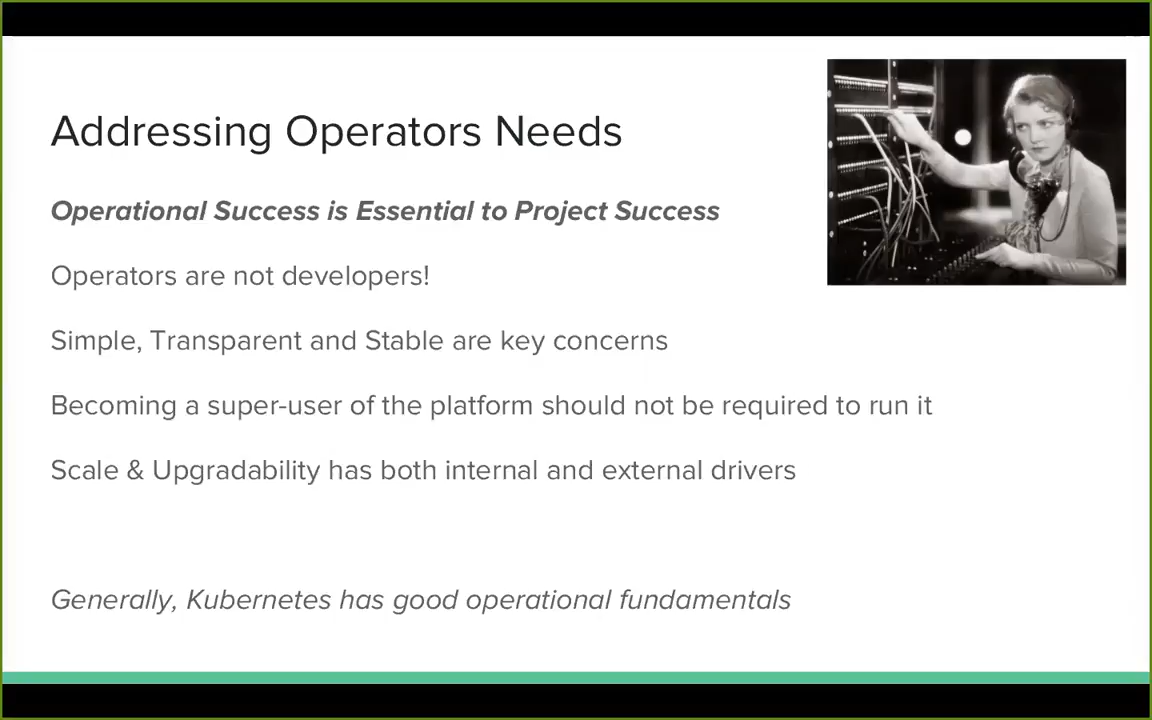 Addressing Operators Needs
Operational Success is Essential to Project Success
Operators are not developers!
Simple, Transparent and Stable are key concerns
Becoming a super-user of the platform should not be required to run it
Scale & Upgradability has both internal and external drivers
Generally, Kubernetes has good operational fundamentals